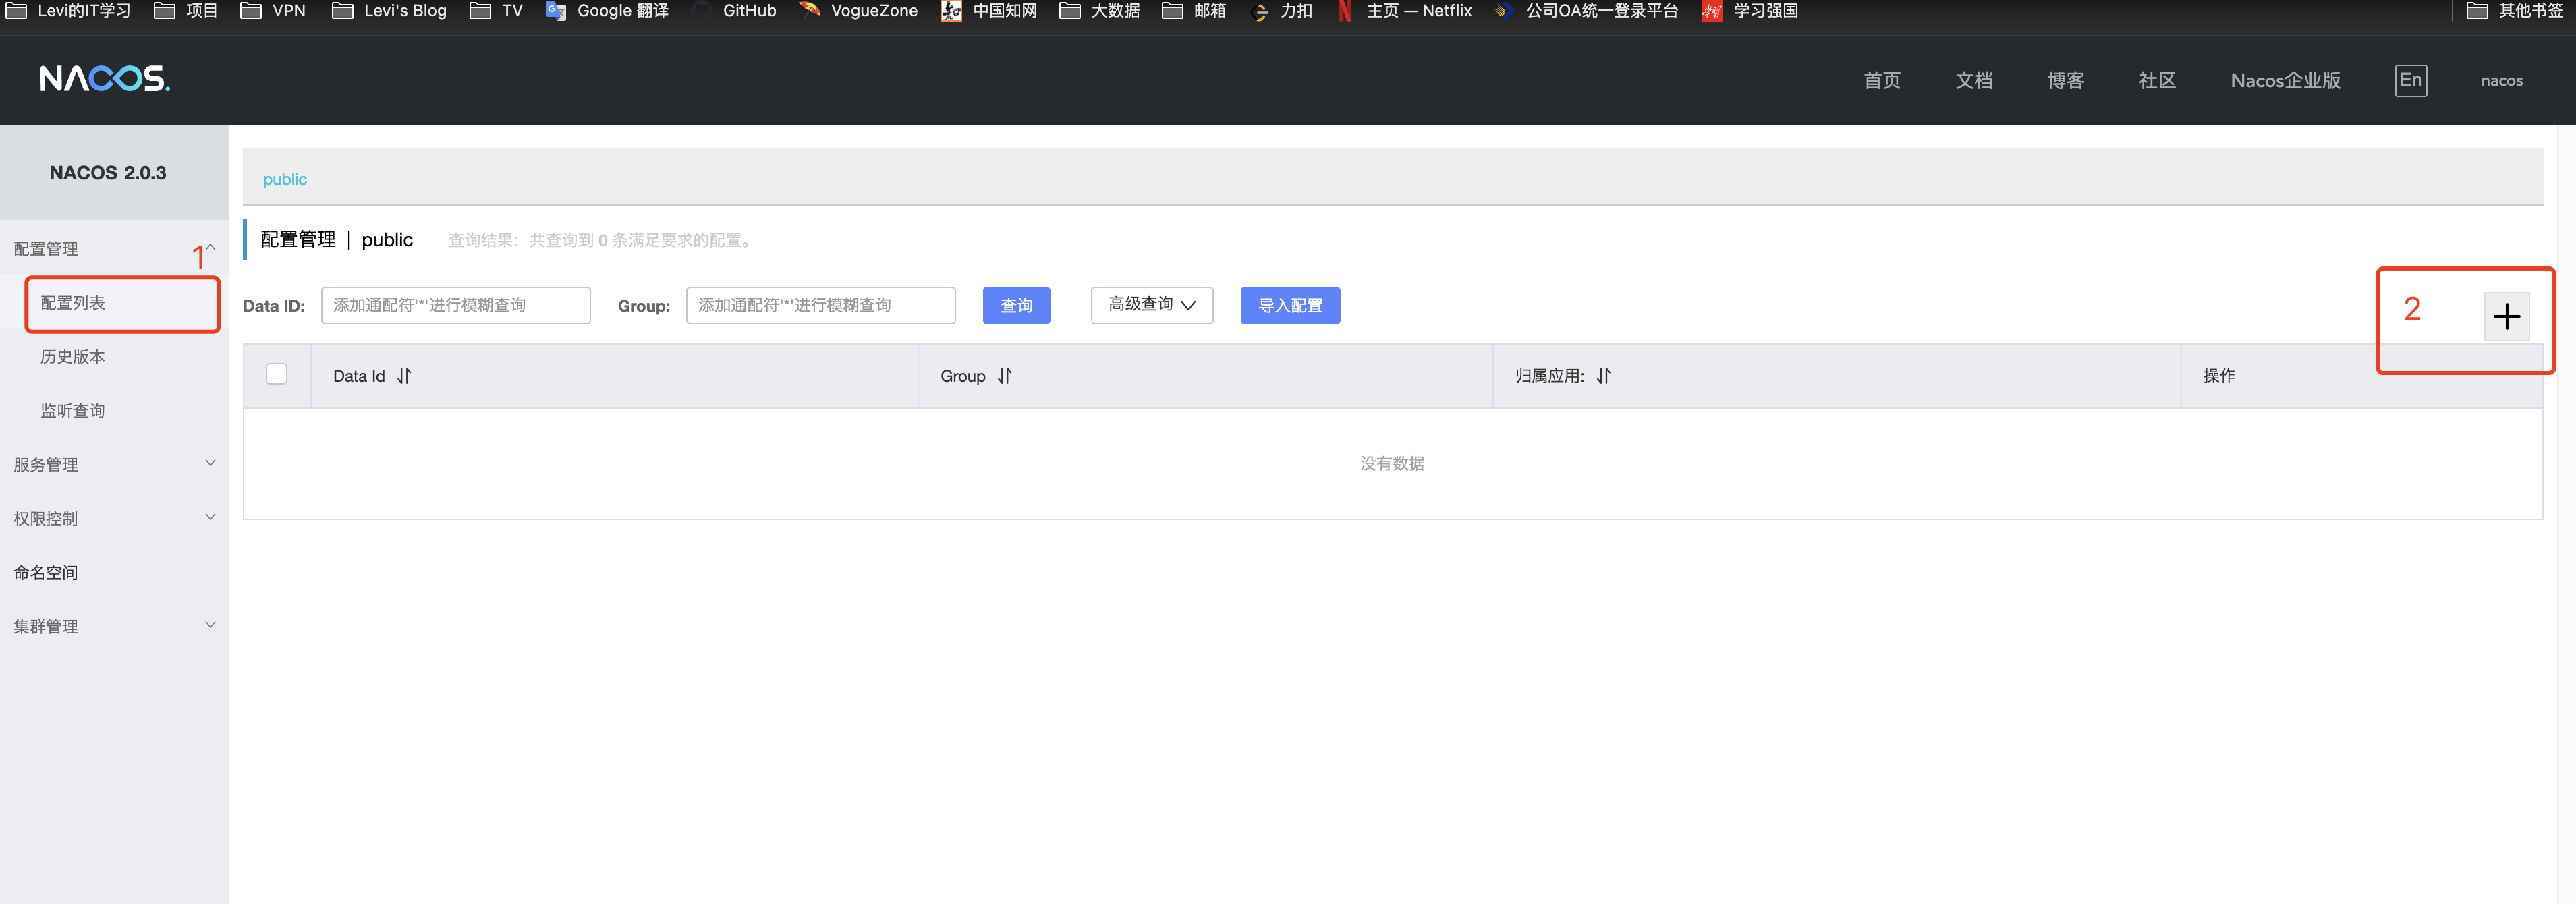 Levi的IT学习 项目 VPN Levi's Blog TV Google 翻译 GitHub VogueZone 中国知网 大数据 邮箱 力扣 主页 — Netflix 公司OA统一登录平台 学习强国 其他书签
NACOS. 首页 文档 博客 社区 Nacos企业版 En nacos
NACOS 2.0.3
public
配置管理 1
配置管理 | public 查询结果：共查询到 0 条满足要求的配置。
配置列表
Data ID: 添加通配符'*'进行模糊查询 Group: 添加通配符'*'进行模糊查询 查询 高级查询 导入配置 2 +
历史版本
Data Id Group 归属应用: 操作
监听查询
服务管理
没有数据
权限控制
命名空间
集群管理